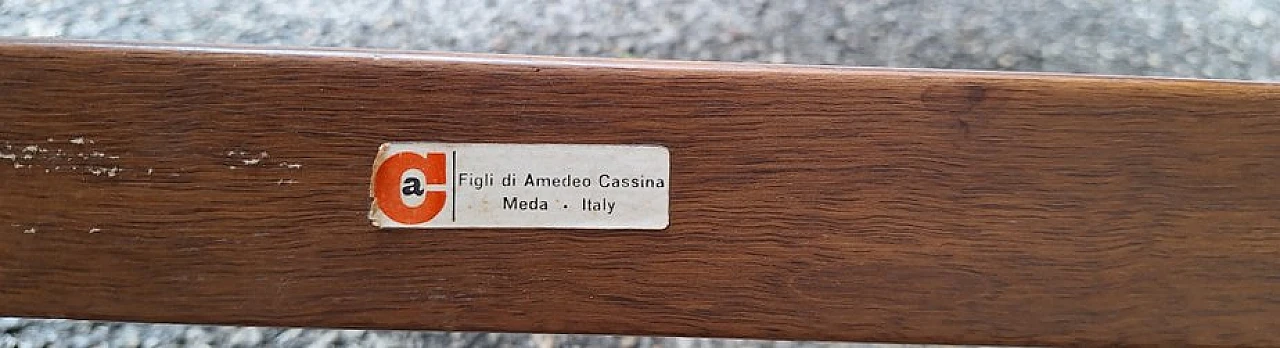 aC
Figli di Amedeo Cassina
Meda · Italy